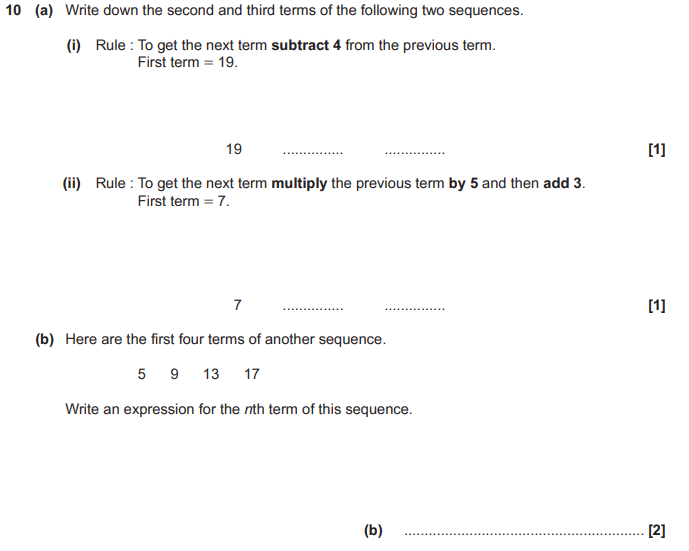 10 (a) Write down the second and third terms of the following two sequences.
(i) Rule : To get the next term subtract 4 from the previous term.
First term = 19.
19 ............... ............... [1]
(ii) Rule : To get the next term multiply the previous term by 5 and then add 3.
First term = 7.
7 ............... ............... [1]
(b) Here are the first four terms of another sequence.
5 9 13 17
Write an expression for the nth term of this sequence.
(b) ............................................................ [2]